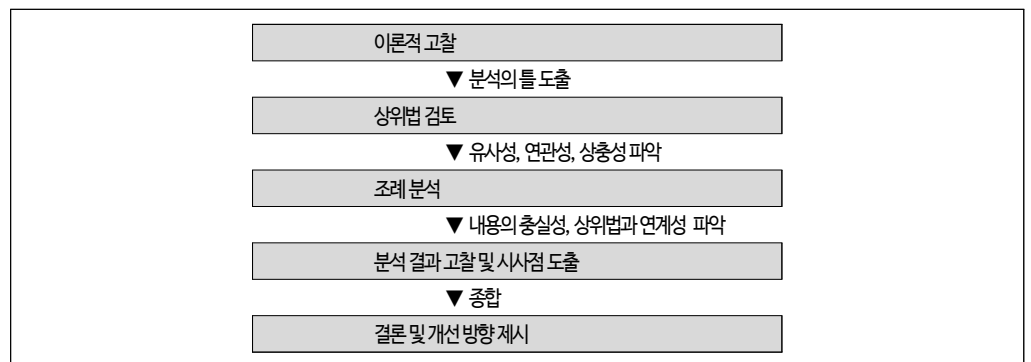 이론적 고찰
▼ 분석의 틀 도출
상위법 검토
▼ 유사성, 연관성, 상충성 파악
조례 분석
▼ 내용의 충실성, 상위법과 연계성 파악
분석 결과 고찰 및 시사점 도출
▼ 종합
결론 및 개선 방향 제시